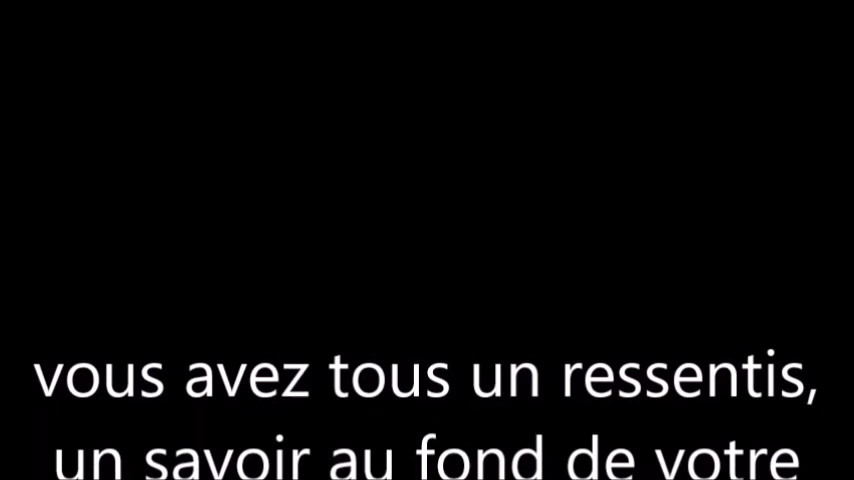 vous avez tous un ressentis,
un savoir au fond de votre